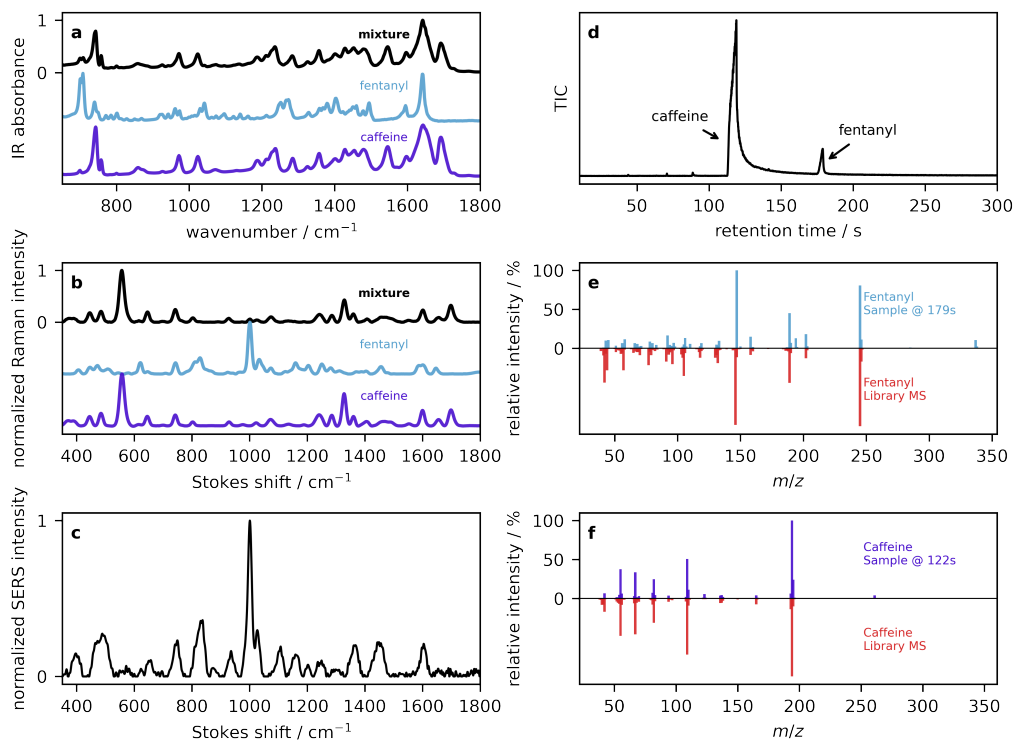 a
mixture
fentanyl
caffeine
IR absorbance
1
0
800 1000 1200 1400 1600 1800
wavenumber / cm⁻¹
d
caffeine
fentanyl
TIC
50 100 150 200 250 300
retention time / s
b
mixture
fentanyl
caffeine
normalized Raman intensity
1
0
400 600 800 1000 1200 1400 1600 1800
Stokes shift / cm⁻¹
e
Fentanyl
Sample @ 179s
Fentanyl
Library MS
relative intensity / %
100
50
0
50 100 150 200 250 300 350
m/z
c
normalized SERS intensity
1
0
400 600 800 1000 1200 1400 1600 1800
Stokes shift / cm⁻¹
f
Caffeine
Sample @ 122s
Caffeine
Library MS
relative intensity / %
100
50
0
50 100 150 200 250 300 350
m/z